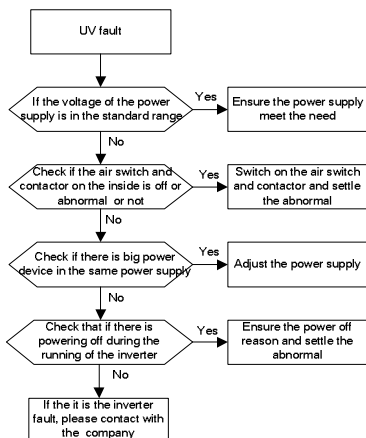 UV fault
If the voltage of the power
supply is in the standard range
Yes
Ensure the power supply
meet the need
No
Check if the air switch and
contactor on the inside is off or
abnormal or not
Yes
Switch on the air switch
and contactor and settle
the abnormal
No
Check if there is big power
device in the same power supply
Yes
Adjust the power supply
No
Check that if there is
powering off during the
running of the inverter
Yes
Ensure the power off
reason and settle the
abnormal
No
If the it is the inverter
fault, please contact with
the company